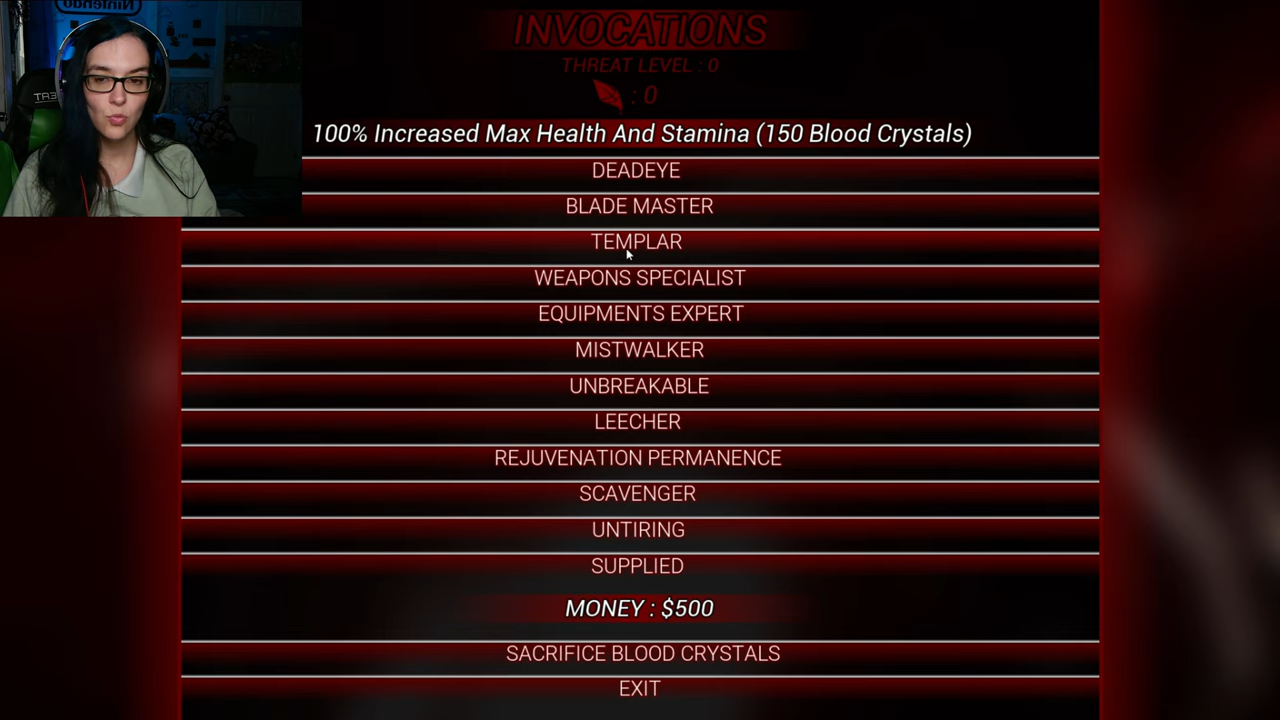 INVOCATIONS
THREAT LEVEL : 0
: 0
100% Increased Max Health And Stamina (150 Blood Crystals)
DEADEYE
BLADE MASTER
TEMPLAR
WEAPONS SPECIALIST
EQUIPMENTS EXPERT
MISTWALKER
UNBREAKABLE
LEECHER
REJUVENATION PERMANENCE
SCAVENGER
UNTIRING
SUPPLIED
MONEY : $500
SACRIFICE BLOOD CRYSTALS
EXIT
Nintendo